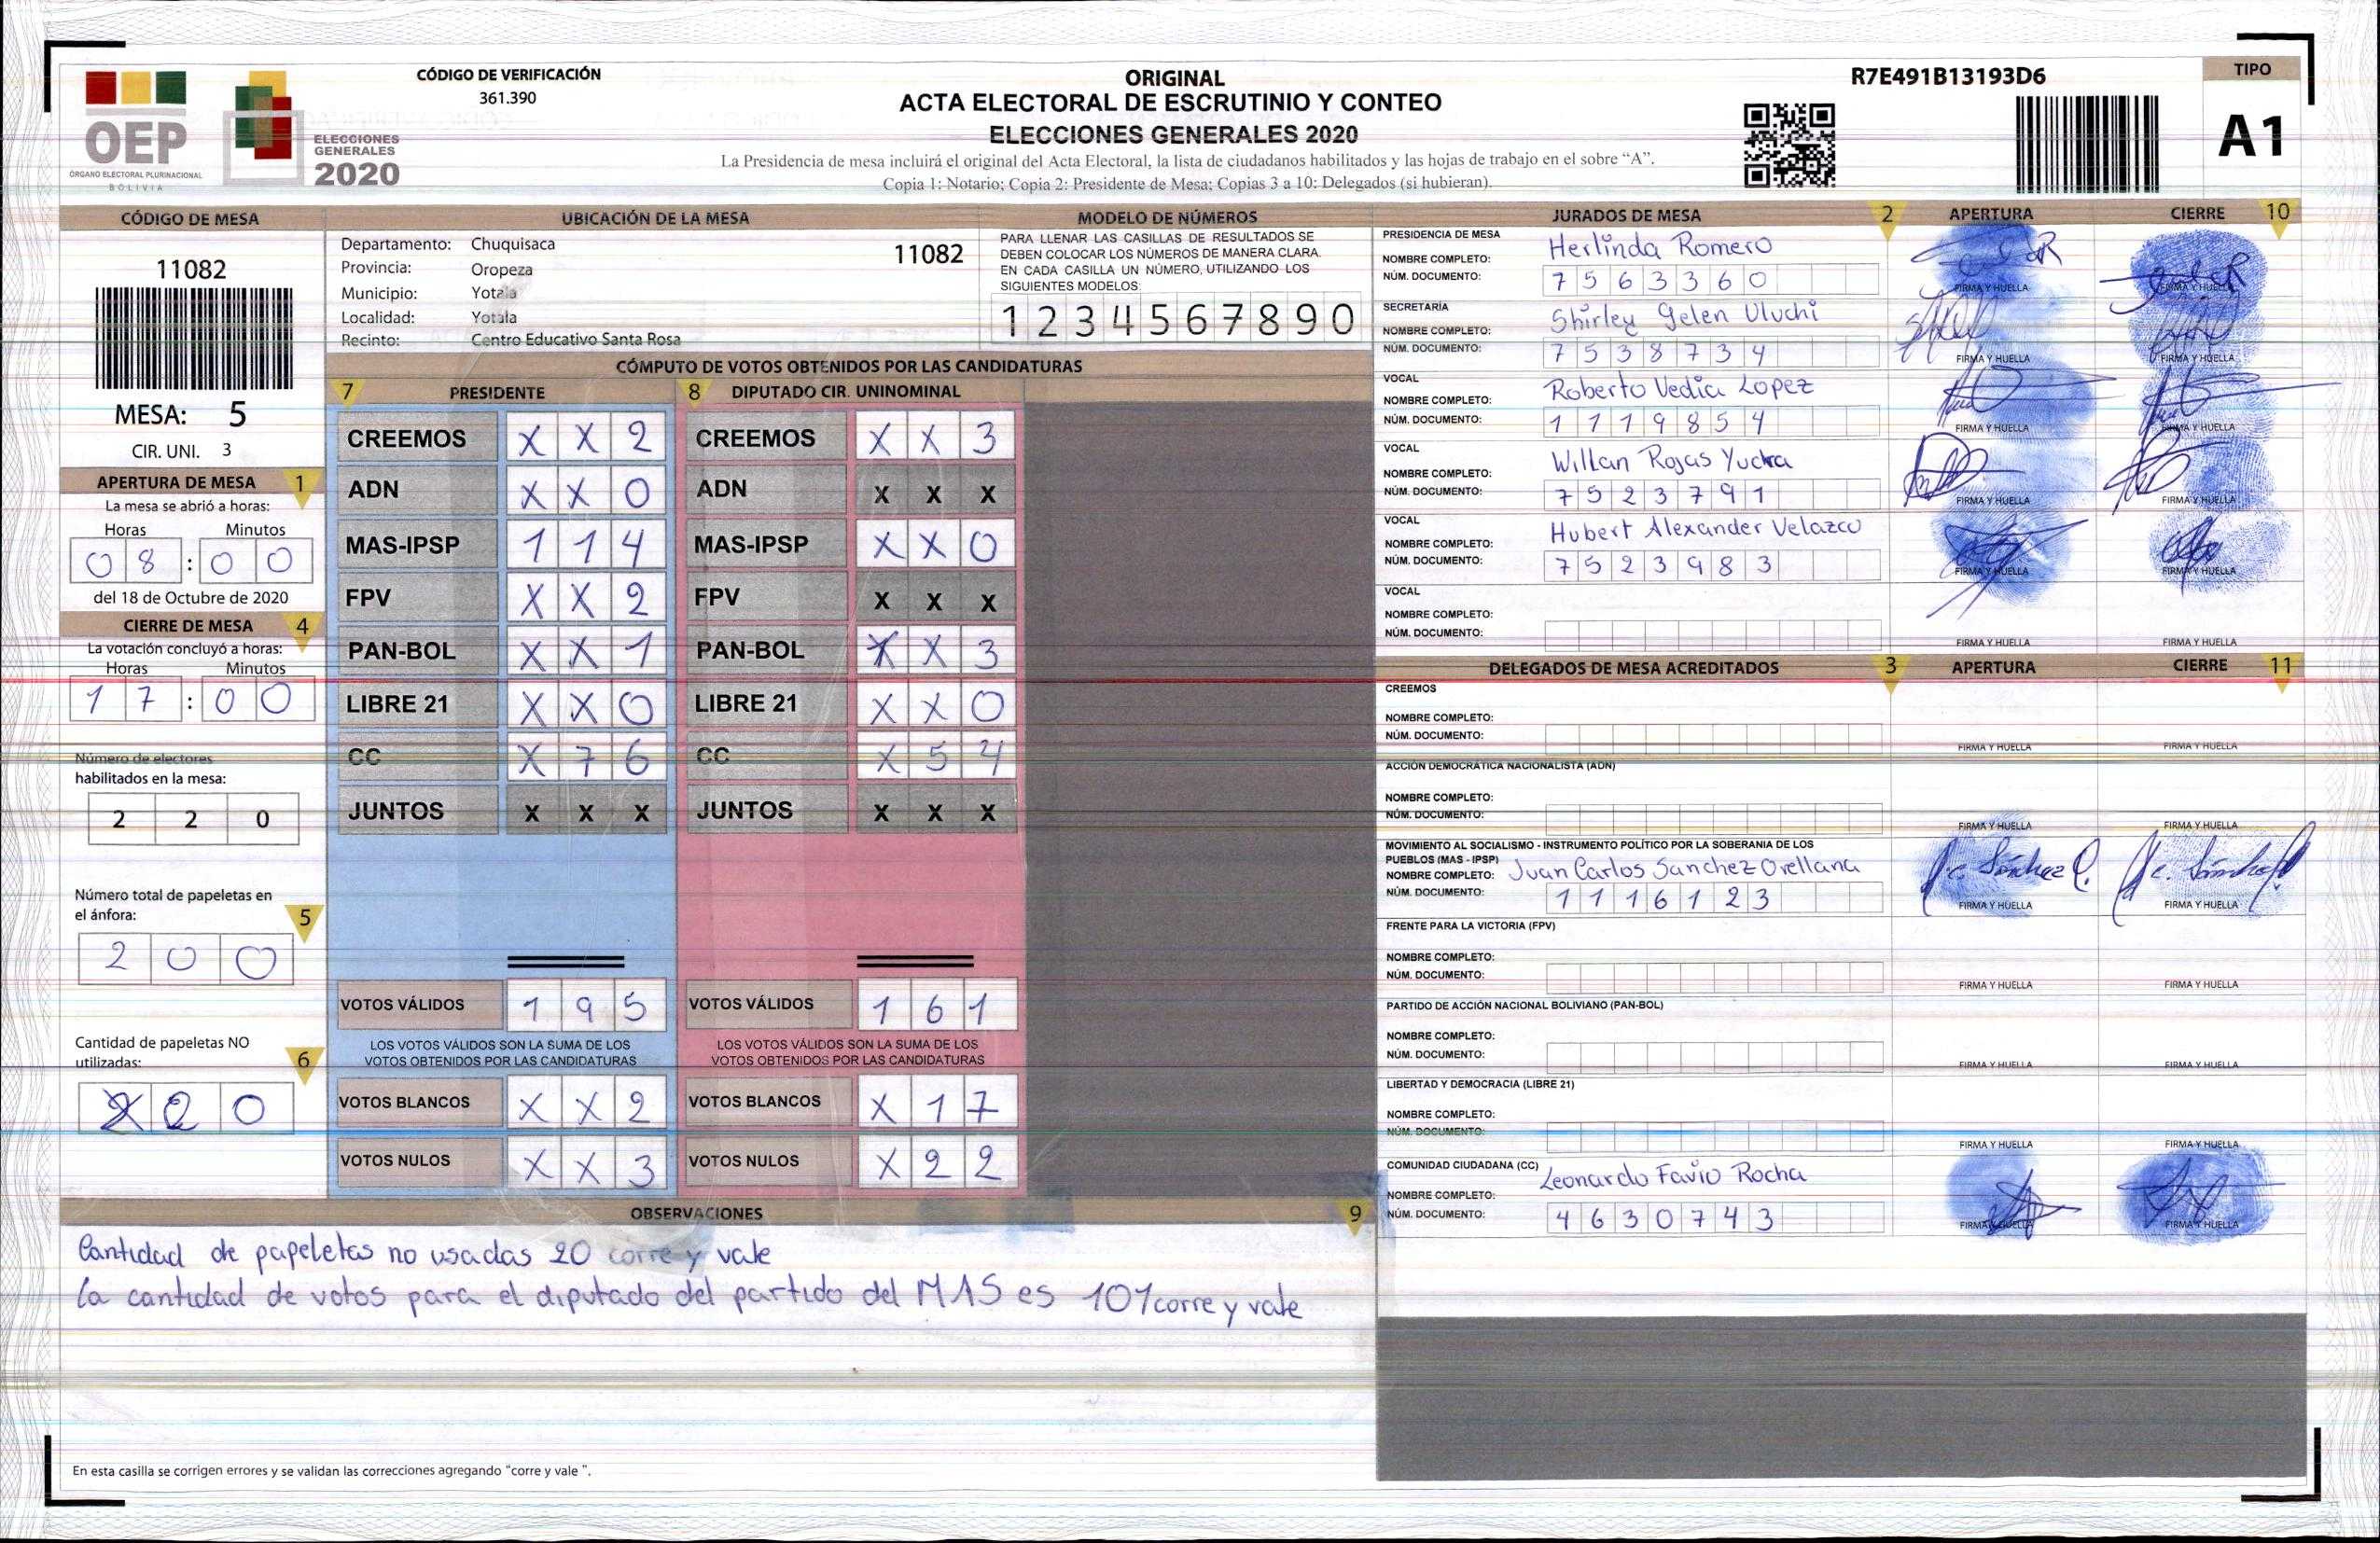 CÓDIGO DE VERIFICACIÓN
361.390
ORIGINAL
ACTA ELECTORAL DE ESCRUTINIO Y CONTEO
ELECCIONES GENERALES 2020
La Presidencia de mesa incluirá el original del Acta Electoral, la lista de ciudadanos habilitados y las hojas de trabajo en el sobre “A”.
Copia 1: Notario; Copia 2: Presidente de Mesa; Copias 3 a 10: Delegados (si hubieran).
R7E491B13193D6
TIPO
A1
OEP
ÓRGANO ELECTORAL PLURINACIONAL
BOLIVIA
ELECCIONES
GENERALES
2020
CÓDIGO DE MESA
11082
MESA: 5
CIR. UNI. 3
APERTURA DE MESA 1
La mesa se abrió a horas:
Horas Minutos
0 8 : 0 0
del 18 de Octubre de 2020
CIERRE DE MESA 4
La votación concluyó a horas:
Horas Minutos
1 7 : 0 0
Número de electores
habilitados en la mesa:
2 2 0
Número total de papeletas en
el ánfora: 5
2 0 0
Cantidad de papeletas NO
utilizadas: 6
0
UBICACIÓN DE LA MESA
Departamento: Chuquisaca 11082
Provincia: Oropeza
Municipio: Yotala
Localidad: Yotala
Recinto: Centro Educativo Santa Rosa
MODELO DE NÚMEROS
PARA LLENAR LAS CASILLAS DE RESULTADOS SE
DEBEN COLOCAR LOS NÚMEROS DE MANERA CLARA.
EN CADA CASILLA UN NÚMERO, UTILIZANDO LOS
SIGUIENTES MODELOS:
1 2 3 4 5 6 7 8 9 0
CÓMPUTO DE VOTOS OBTENIDOS POR LAS CANDIDATURAS
7 PRESIDENTE 8 DIPUTADO CIR. UNINOMINAL
CREEMOS X X 2 CREEMOS X X 3
ADN X X 0 ADN X X X
MAS-IPSP 1 1 4 MAS-IPSP X X 0
FPV X X 2 FPV X X X
PAN-BOL X X 1 PAN-BOL X X 3
LIBRE 21 X X 0 LIBRE 21 X X 0
CC X 7 6 CC X 5 4
JUNTOS X X X JUNTOS X X X
VOTOS VÁLIDOS 1 9 5 VOTOS VÁLIDOS 1 6 1
LOS VOTOS VÁLIDOS SON LA SUMA DE LOS LOS VOTOS VÁLIDOS SON LA SUMA DE LOS
VOTOS OBTENIDOS POR LAS CANDIDATURAS VOTOS OBTENIDOS POR LAS CANDIDATURAS
VOTOS BLANCOS X X 2 VOTOS BLANCOS X 1 7
VOTOS NULOS X X 3 VOTOS NULOS X 2 2
OBSERVACIONES 9
Cantidad de papeletas no usadas 20 corre y vale
la cantidad de votos para el diputado del partido del MAS es 101 corre y vale
En esta casilla se corrigen errores y se validan las correcciones agregando “corre y vale ”.
JURADOS DE MESA 2 APERTURA CIERRE 10
PRESIDENCIA DE MESA
NOMBRE COMPLETO: Herlinda Romero
NÚM. DOCUMENTO: 7 5 6 3 3 6 0
FIRMA Y HUELLA FIRMA Y HUELLA
SECRETARÍA
NOMBRE COMPLETO: Shirley Gelen Uluchi
NÚM. DOCUMENTO: 7 5 3 8 7 3 4
FIRMA Y HUELLA FIRMA Y HUELLA
VOCAL
NOMBRE COMPLETO: Roberto Vedia Lopez
NÚM. DOCUMENTO: 1 1 1 9 8 5 4
FIRMA Y HUELLA FIRMA Y HUELLA
VOCAL
NOMBRE COMPLETO: Willan Rojas Yucra
NÚM. DOCUMENTO: 7 5 2 3 7 9 1
FIRMA Y HUELLA FIRMA Y HUELLA
VOCAL
NOMBRE COMPLETO: Hubert Alexander Velazco
NÚM. DOCUMENTO: 7 5 2 3 9 8 3
FIRMA Y HUELLA FIRMA Y HUELLA
VOCAL
NOMBRE COMPLETO:
NÚM. DOCUMENTO:
FIRMA Y HUELLA FIRMA Y HUELLA
DELEGADOS DE MESA ACREDITADOS 3 APERTURA CIERRE 11
CREEMOS
NOMBRE COMPLETO:
NÚM. DOCUMENTO:
FIRMA Y HUELLA FIRMA Y HUELLA
ACCIÓN DEMOCRÁTICA NACIONALISTA (ADN)
NOMBRE COMPLETO:
NÚM. DOCUMENTO:
FIRMA Y HUELLA FIRMA Y HUELLA
MOVIMIENTO AL SOCIALISMO - INSTRUMENTO POLÍTICO POR LA SOBERANIA DE LOS
PUEBLOS (MAS - IPSP)
NOMBRE COMPLETO: Juan Carlos Sanchez Orellana
NÚM. DOCUMENTO: 1 1 1 6 1 2 3
FIRMA Y HUELLA FIRMA Y HUELLA
FRENTE PARA LA VICTORIA (FPV)
NOMBRE COMPLETO:
NÚM. DOCUMENTO:
FIRMA Y HUELLA FIRMA Y HUELLA
PARTIDO DE ACCIÓN NACIONAL BOLIVIANO (PAN-BOL)
NOMBRE COMPLETO:
NÚM. DOCUMENTO:
FIRMA Y HUELLA FIRMA Y HUELLA
LIBERTAD Y DEMOCRACIA (LIBRE 21)
NOMBRE COMPLETO:
NÚM. DOCUMENTO:
FIRMA Y HUELLA FIRMA Y HUELLA
COMUNIDAD CIUDADANA (CC)
NOMBRE COMPLETO: Leonardo Favio Rocha
NÚM. DOCUMENTO: 4 6 3 0 7 4 3
FIRMA Y HUELLA FIRMA Y HUELLA